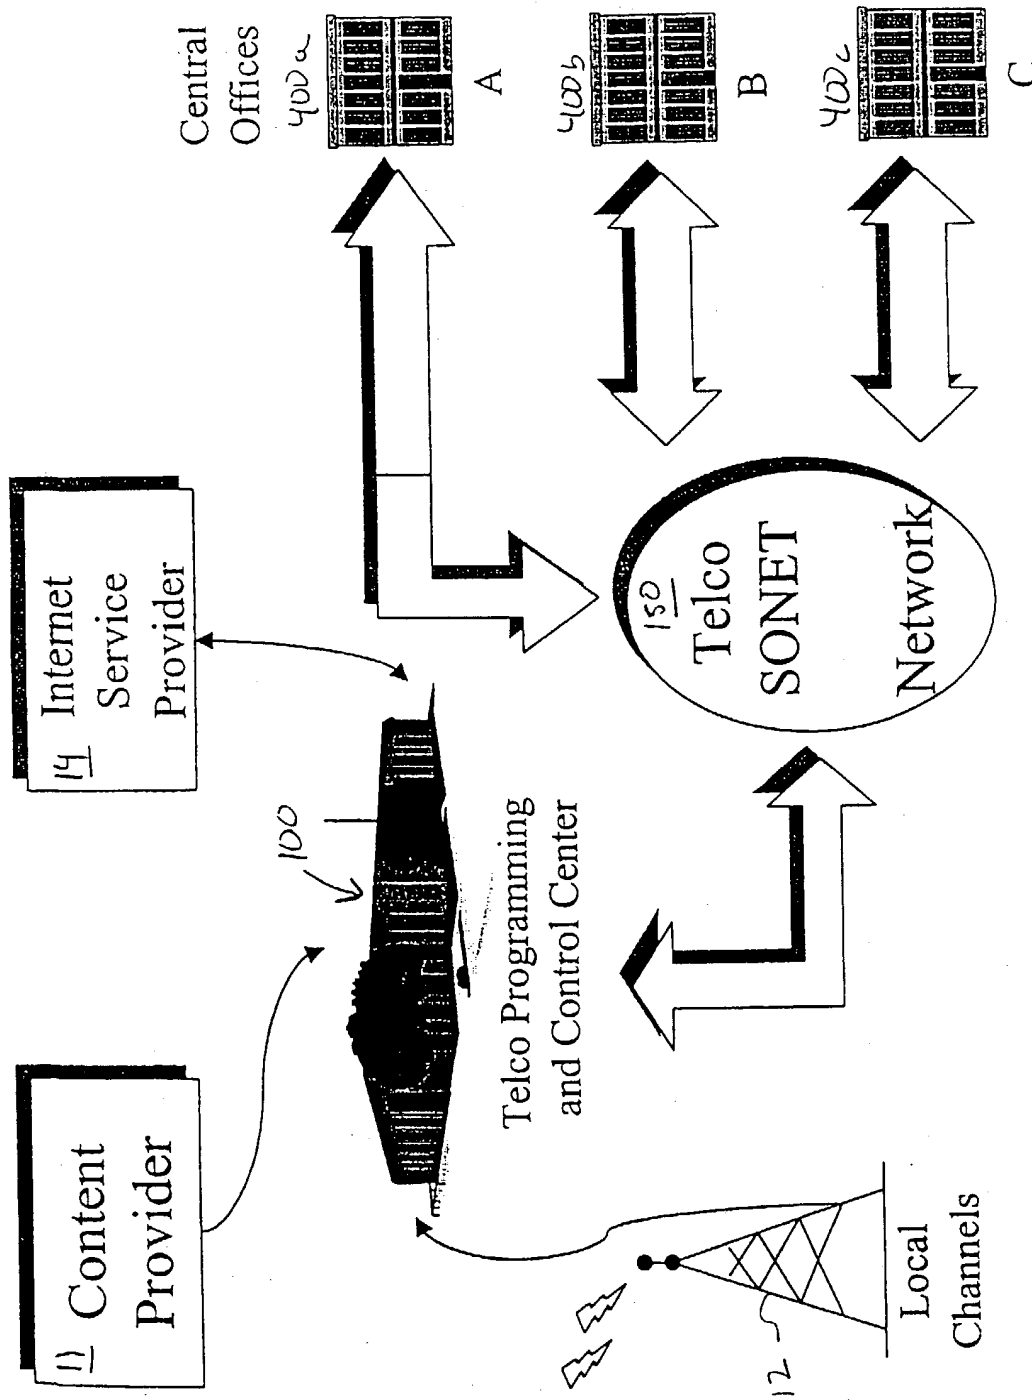 11 Content
Provider
14 Internet
Service
Provider
Central
Offices
400a
A
100
Telco Programming
and Control Center
400b
B
150
Telco
SONET
Network
400c
C
12
Local
Channels